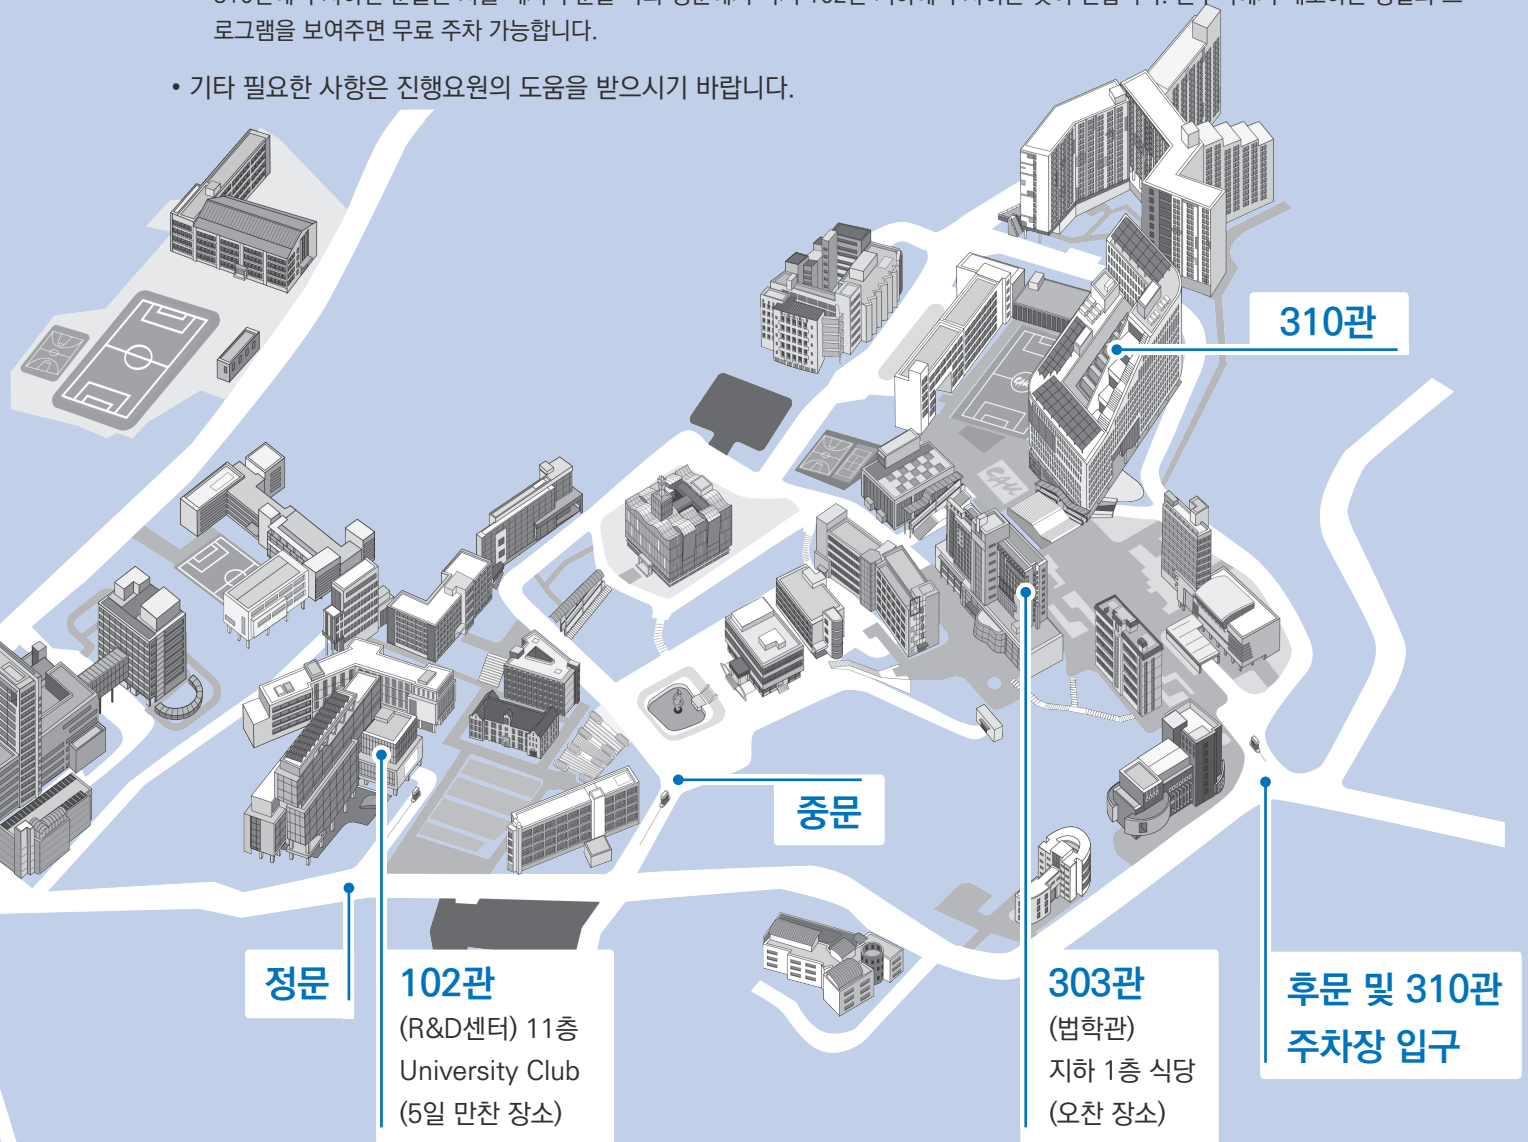 로그램을 보여주면 무료 주차 가능합니다.
• 기타 필요한 사항은 진행요원의 도움을 받으시기 바랍니다.
310관
중문
정문
102관
(R&D센터) 11층
University Club
(5일 만찬 장소)
303관
(법학관)
지하 1층 식당
(오찬 장소)
후문 및 310관
주차장 입구
CAU